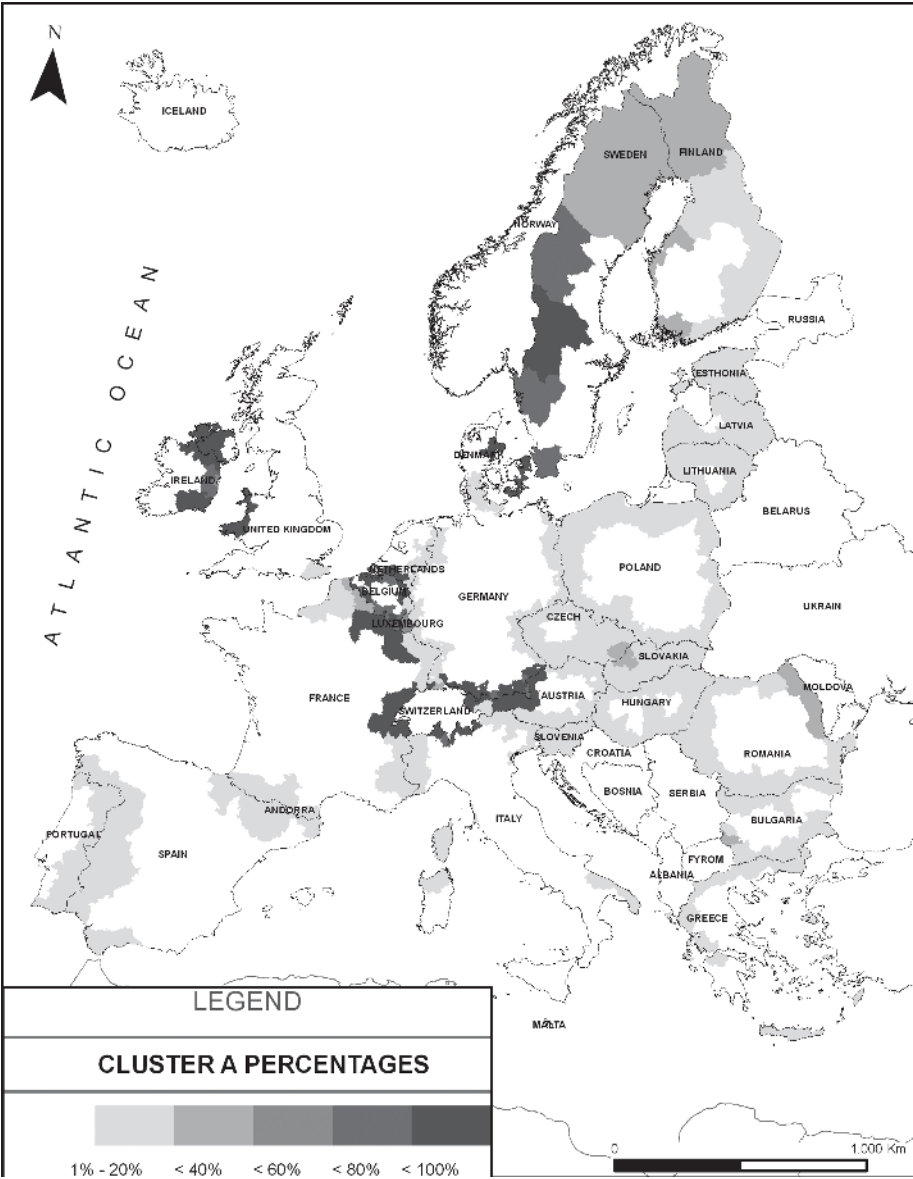 N
ICELAND
SWEDEN
FINLAND
NORWAY
RUSSIA
ATLANTIC OCEAN
ESTHONIA
LATVIA
DENMARK
LITHUANIA
IRELAND
BELARUS
UNITED KINGDOM
NETHERLANDS
POLAND
BELGIUM
GERMANY
UKRAIN
CZECH
LUXEMBOURG
SLOVAKIA
MOLDOVA
AUSTRIA
FRANCE
HUNGARY
SWITZERLAND
SLOVENIA
CROATIA
ROMANIA
BOSNIA
SERBIA
ANDORRA
ITALY
BULGARIA
PORTUGAL
SPAIN
FYROM
ALBANIA
GREECE
LEGEND
MALTA
CLUSTER A PERCENTAGES
1% - 20% < 40% < 60% < 80% < 100%
0 1.000 Km